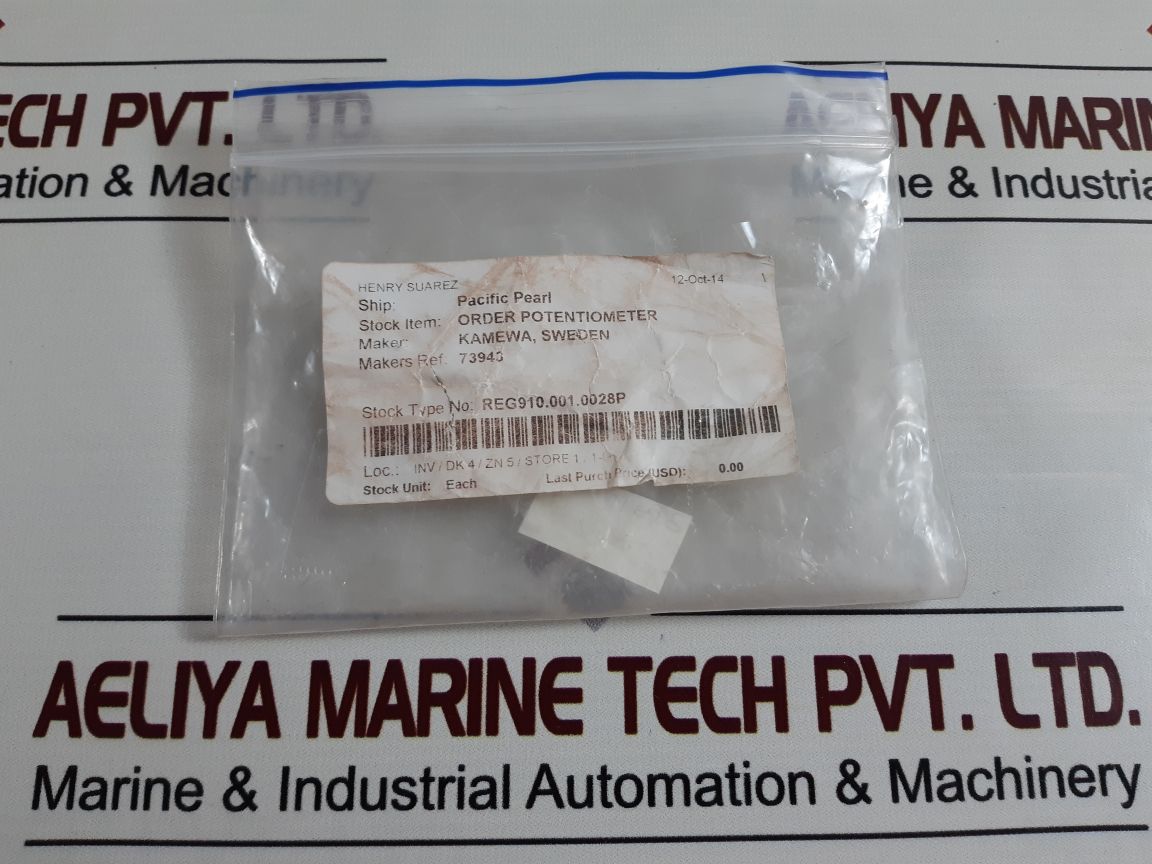 ECH PVT. LTD
ation & Machinery
AELIYA MARIN
Marine & Industria
HENRY SUAREZ 12-Oct-14 1
Ship: Pacific Pearl
Stock Item: ORDER POTENTIOMETER
Maker: KAMEWA, SWEDEN
Makers Ref. 73943
Stock Type No: REG910.001.0028P
Loc.: INV / DK 4 / ZN 5 / STORE 1
Stock Unit: Each Last Purch Price (USD): 0.00
AELIYA MARINE TECH PVT. LTD.
Marine & Industrial Automation & Machinery